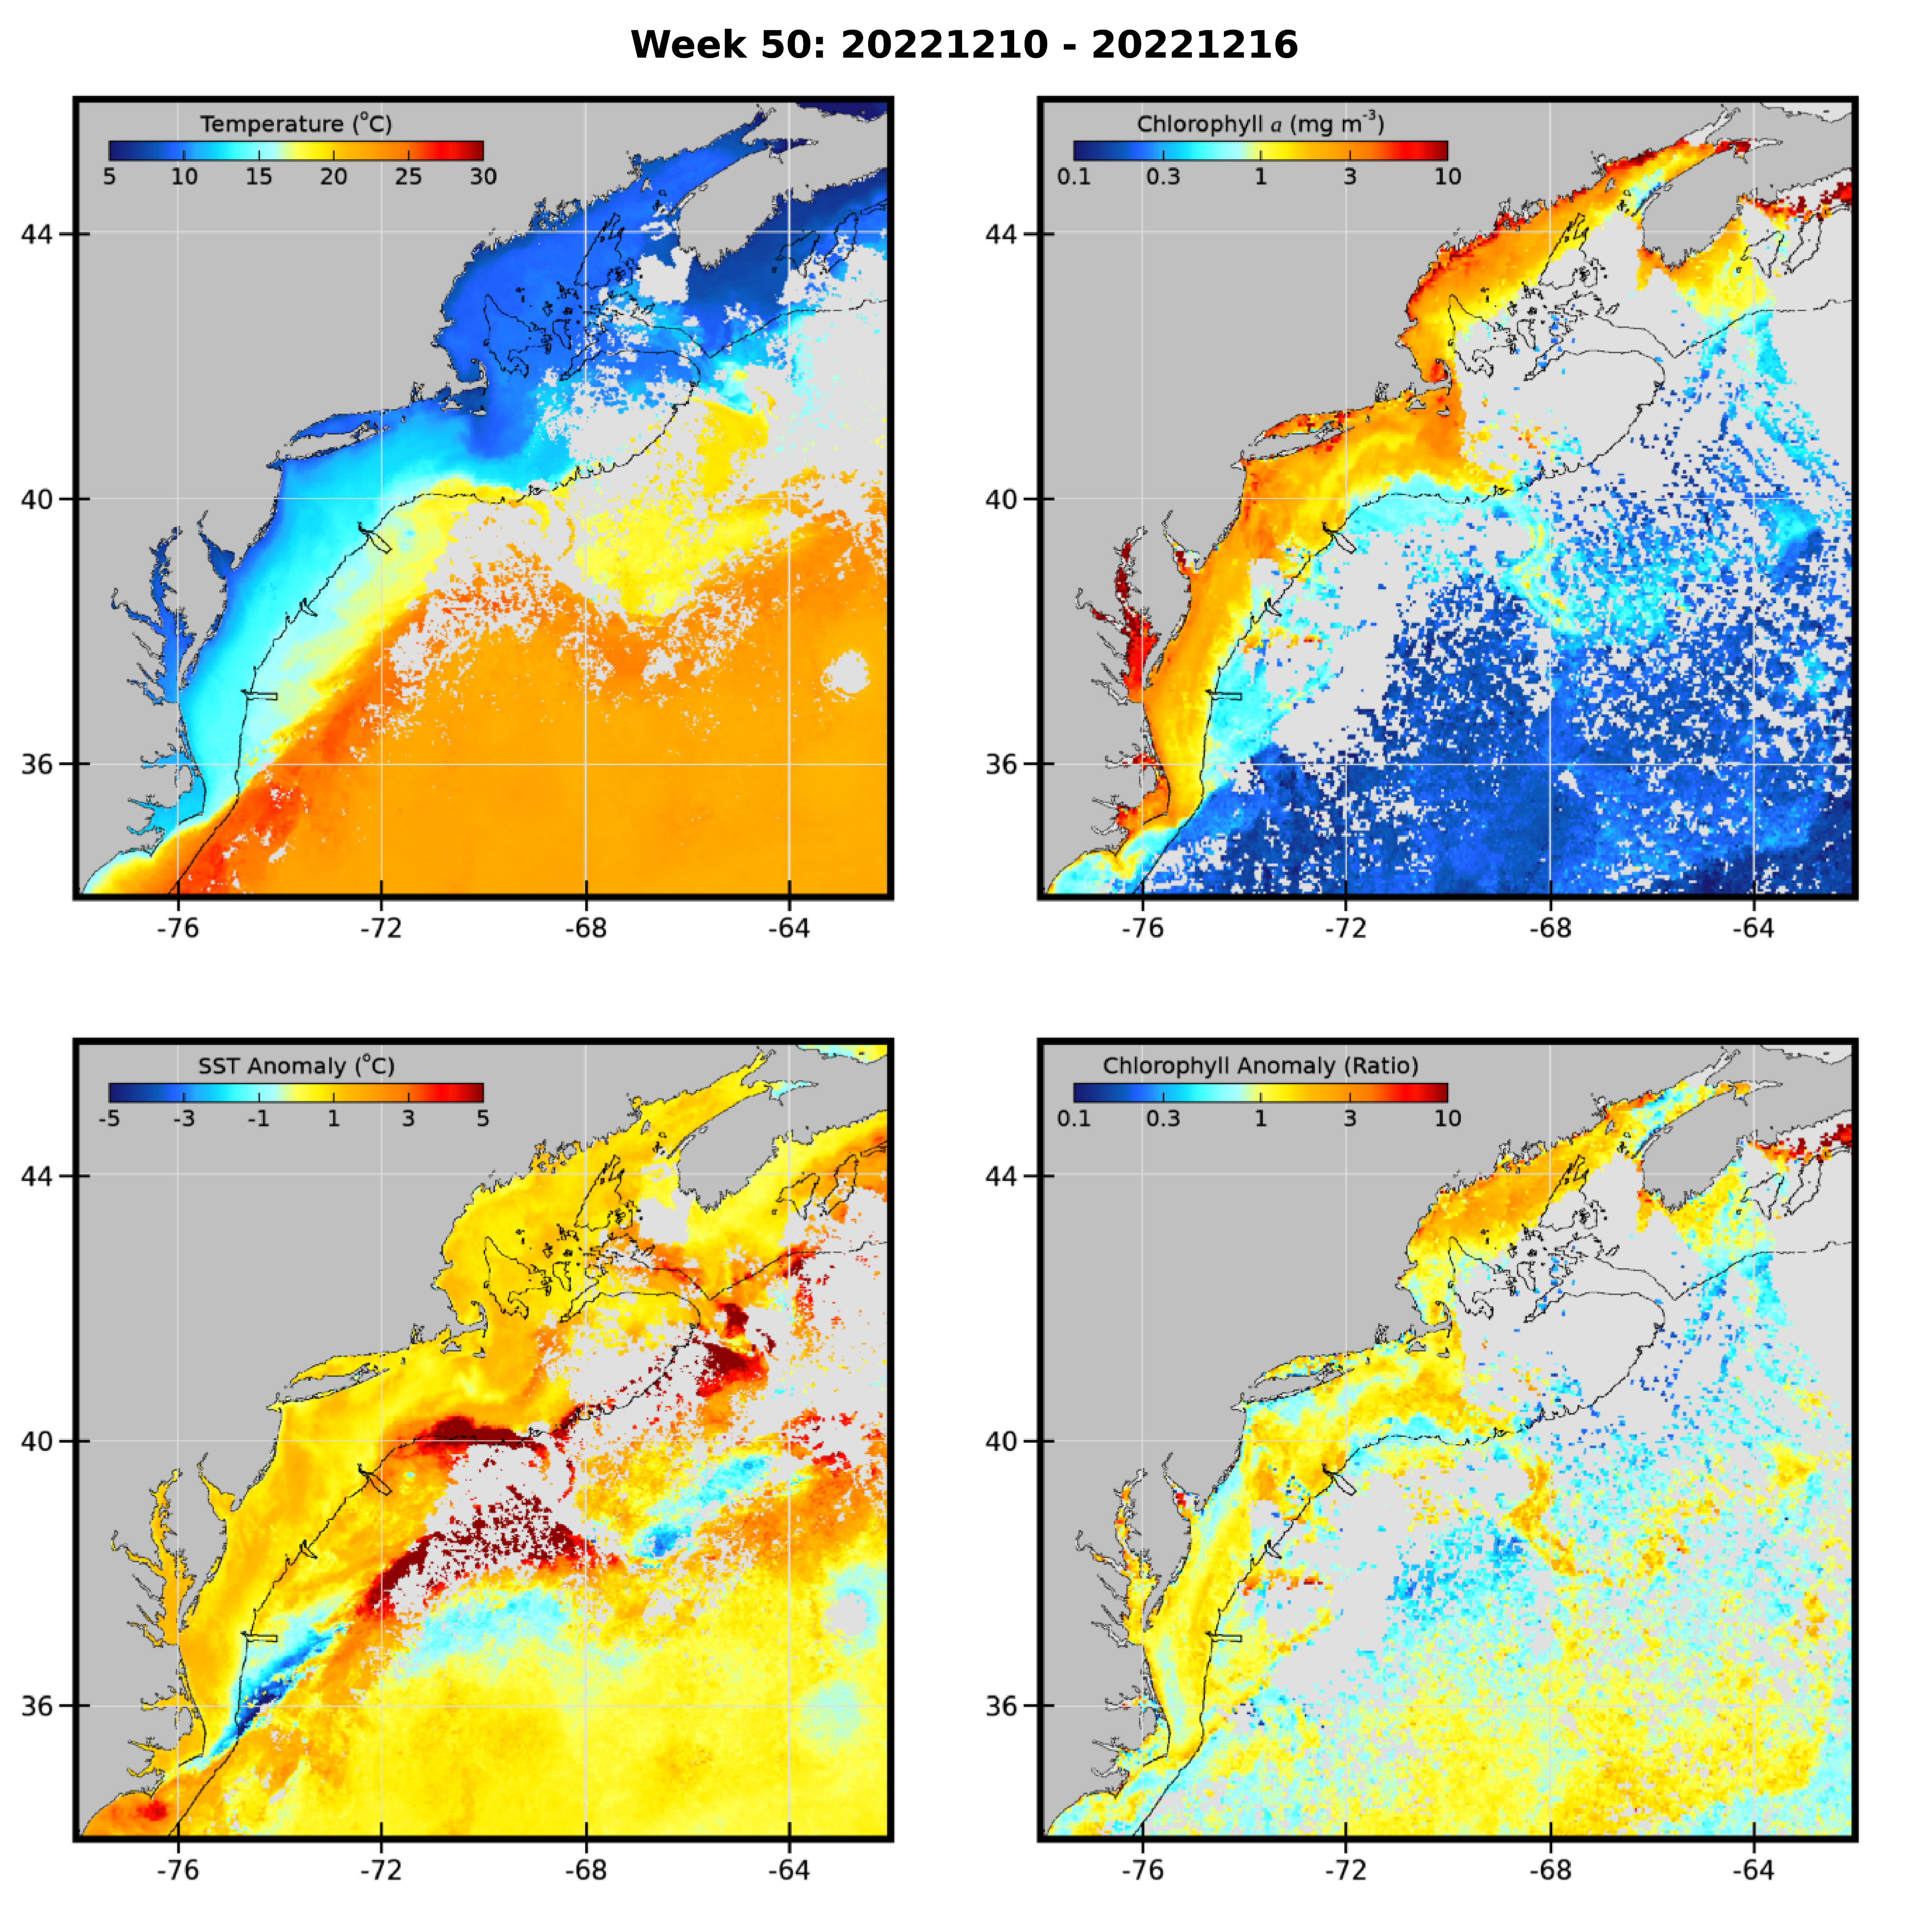 Week 50: 20221210 - 20221216
Temperature (°C)
5 10 15 20 25 30
44
40
36
-76 -72 -68 -64
Chlorophyll a (mg m⁻³)
0.1 0.3 1 3 10
44
40
36
-76 -72 -68 -64
SST Anomaly (°C)
-5 -3 -1 1 3 5
44
40
36
-76 -72 -68 -64
Chlorophyll Anomaly (Ratio)
0.1 0.3 1 3 10
44
40
36
-76 -72 -68 -64